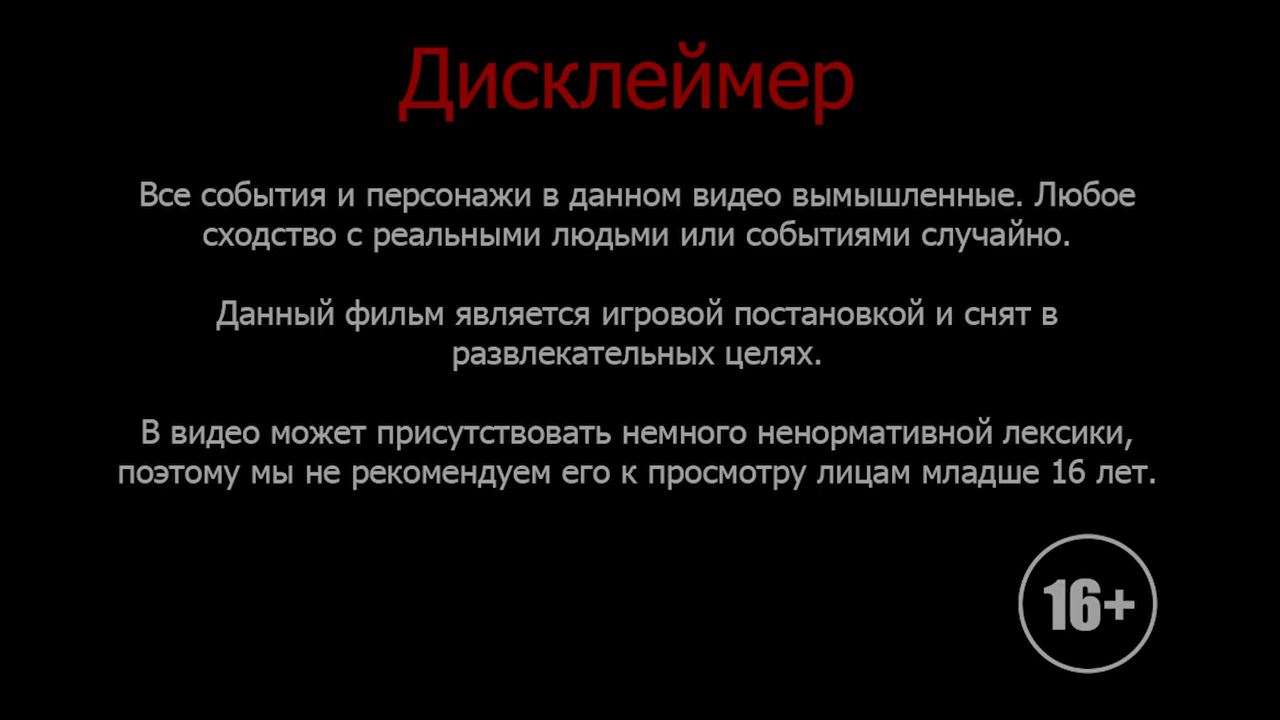 Дисклеймер
Все события и персонажи в данном видео вымышленные. Любое
сходство с реальными людьми или событиями случайно.
Данный фильм является игровой постановкой и снят в
развлекательных целях.
В видео может присутствовать немного ненормативной лексики,
поэтому мы не рекомендуем его к просмотру лицам младше 16 лет.
16+